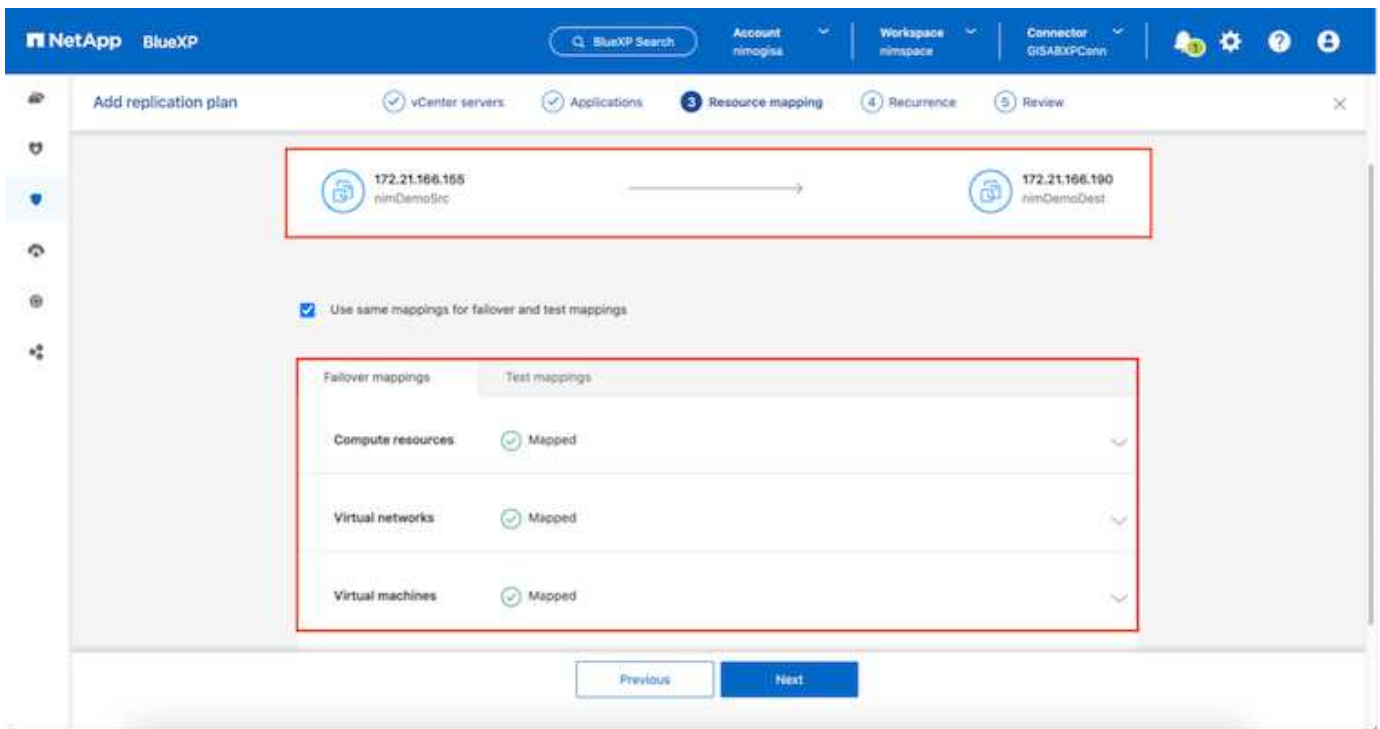 NetApp BlueXP
BlueXP Search
Account
nimogisa
Workspace
nimspace
Connector
GISABXPConn
1
Add replication plan
vCenter servers
Applications
3 Resource mapping
4 Recurrence
5 Review
172.21.166.165
nimDemoSrc
172.21.166.190
nimDemoDest
Use same mappings for failover and test mappings
Failover mappings
Test mappings
Compute resources
Mapped
Virtual networks
Mapped
Virtual machines
Mapped
Previous
Next